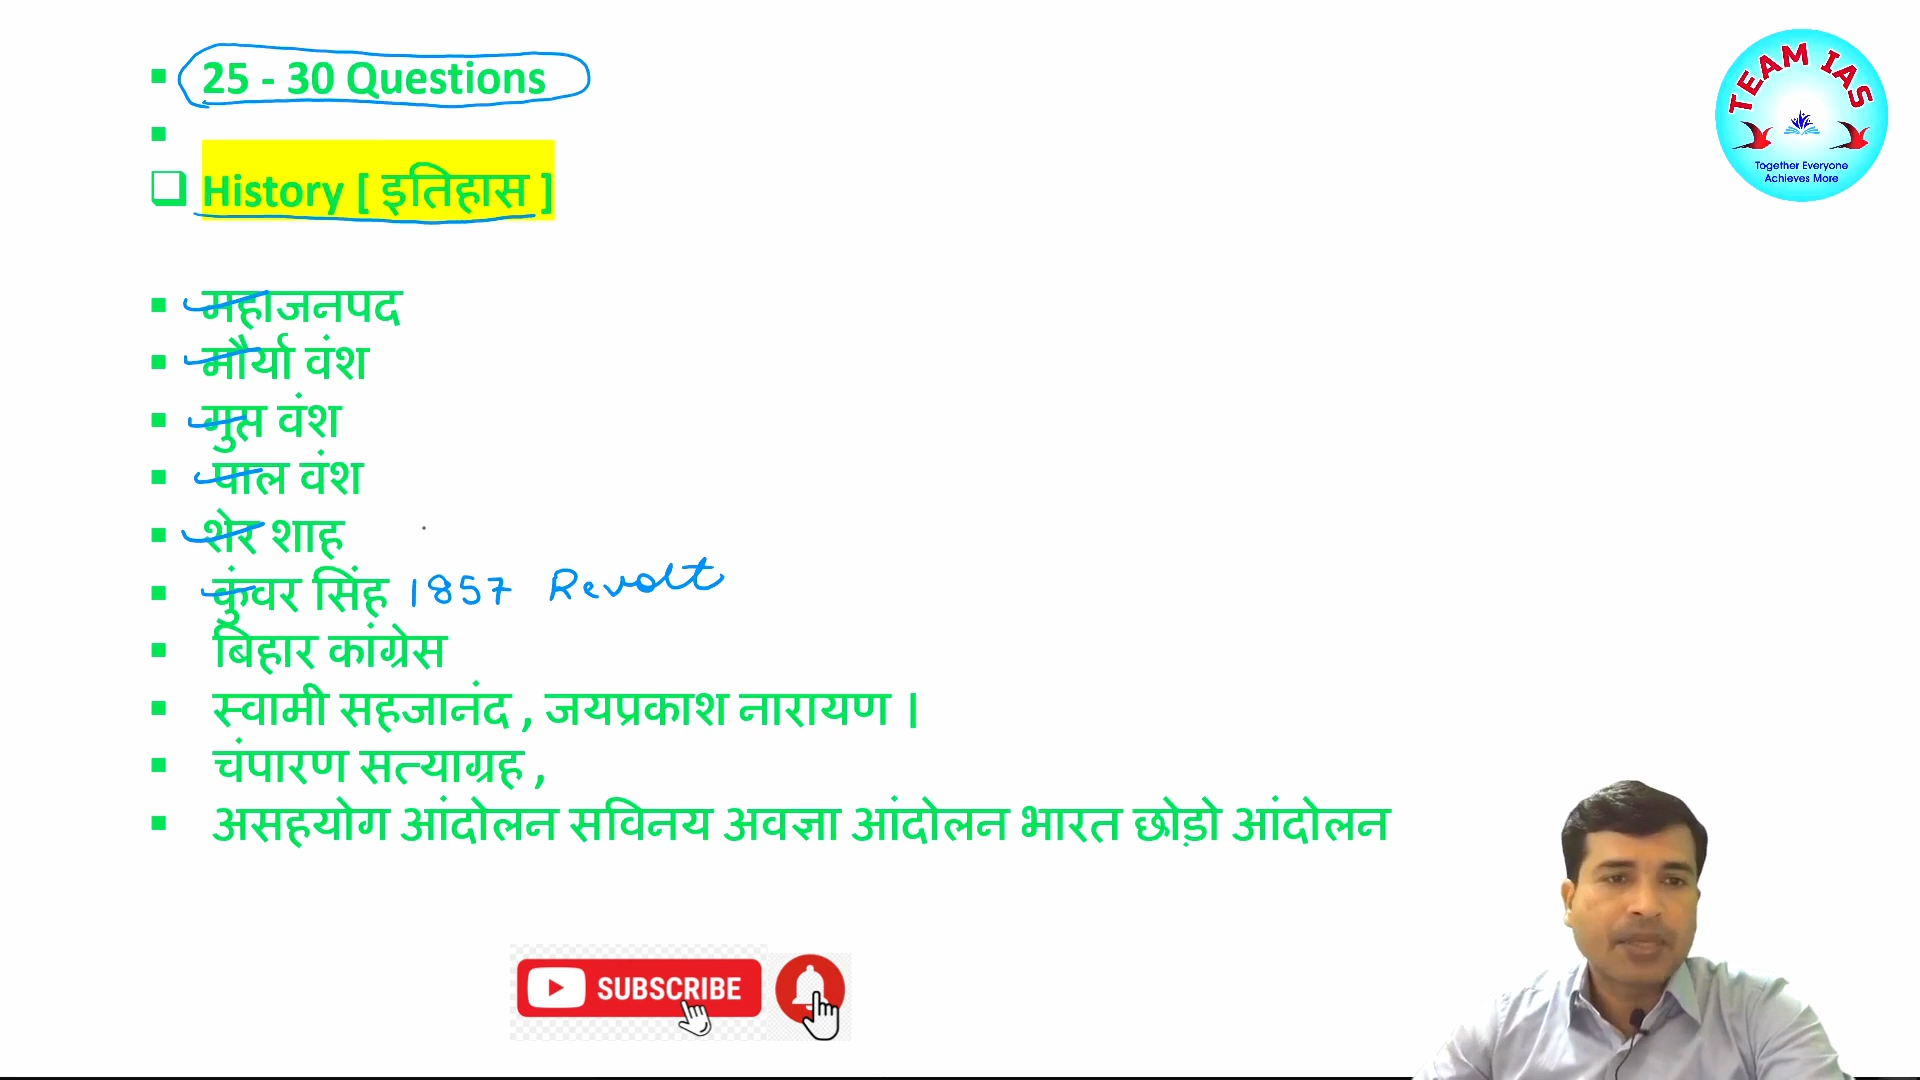 25 - 30 Questions
History [ इतिहास ]
महाजनपद
मौर्या वंश
गुप्त वंश
पाल वंश
शेर शाह
कुंवर सिंह 1857 Revolt
बिहार कांग्रेस
स्वामी सहजानंद , जयप्रकाश नारायण ।
चंपारण सत्याग्रह ,
असहयोग आंदोलन सविनय अवज्ञा आंदोलन भारत छोड़ो आंदोलन
SUBSCRIBE
TEAM IAS
Together Everyone
Achieves More